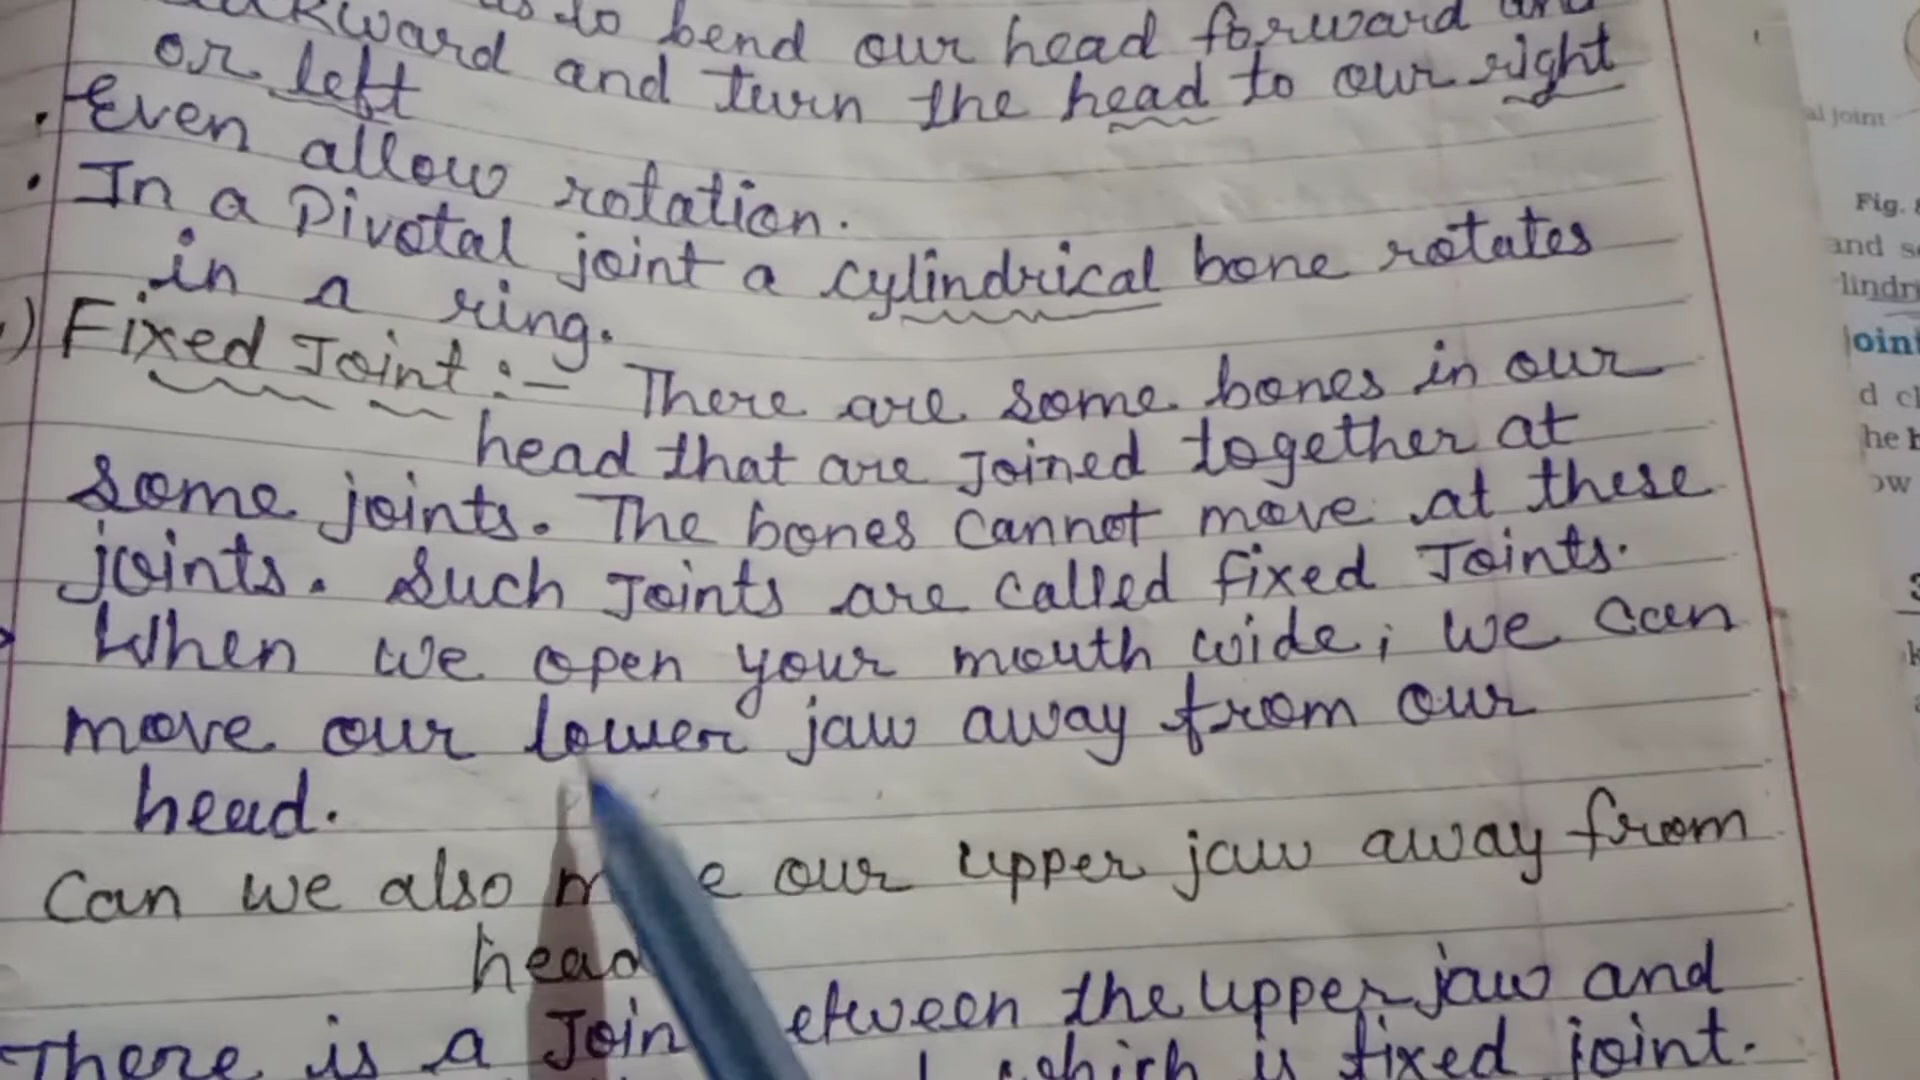 to bend our head forward and
backward and turn the head to our right
or left
• Even allow rotation.
• In a Pivotal joint a cylindrical bone rotates
in a ring.
) Fixed Joint :- There are some bones in our
head that are Joined together at
some joints. The bones cannot move at these
joints. Such Joints are called fixed Joints.
When we open your mouth wide, we can
move our lower jaw away from our
head.
Can we also our upper jaw away from
head
There is a Join etween the upper jaw and
which is fixed joint.
al joint
Fig.
and
lindri
oint
he
ow